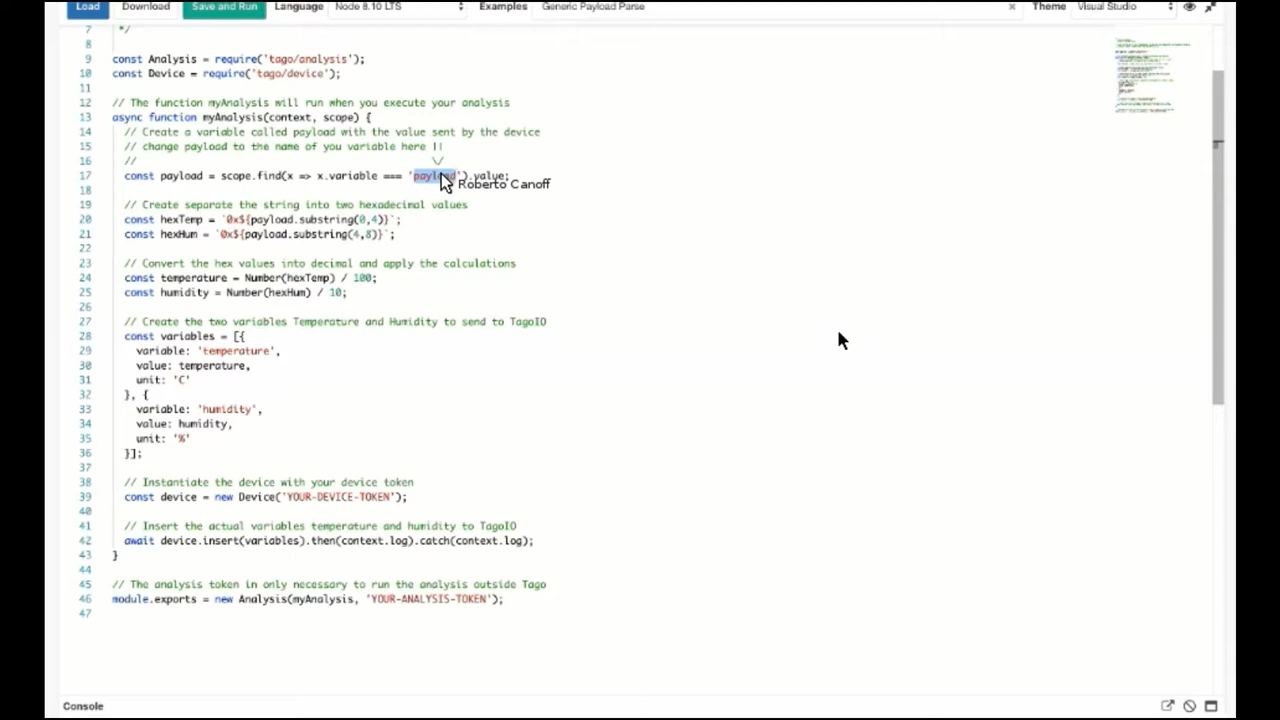 Load Download Save and Run Language Node 8.10 LTS Examples Generic Payload Parse × Theme Visual Studio
7 */
8
9 const Analysis = require('tago/analysis');
10 const Device = require('tago/device');
11
12 // The function myAnalysis will run when you execute your analysis
13 async function myAnalysis(context, scope) {
14 // Create a variable called payload with the value sent by the device
15 // change payload to the name of you variable here ||
16 // \/
17 const payload = scope.find(x => x.variable === 'payload').value;
Roberto Canoff
18
19 // Create separate the string into two hexadecimal values
20 const hexTemp = `0x${payload.substring(0,4)}`;
21 const hexHum = `0x${payload.substring(4,8)}`;
22
23 // Convert the hex values into decimal and apply the calculations
24 const temperature = Number(hexTemp) / 100;
25 const humidity = Number(hexHum) / 10;
26
27 // Create the two variables Temperature and Humidity to send to TagoIO
28 const variables = [{
29 variable: 'temperature',
30 value: temperature,
31 unit: 'C'
32 }, {
33 variable: 'humidity',
34 value: humidity,
35 unit: '%'
36 }];
37
38 // Instantiate the device with your device token
39 const device = new Device('YOUR-DEVICE-TOKEN');
40
41 // Insert the actual variables temperature and humidity to TagoIO
42 await device.insert(variables).then(context.log).catch(context.log);
43 }
44
45 // The analysis token in only necessary to run the analysis outside Tago
46 module.exports = new Analysis(myAnalysis, 'YOUR-ANALYSIS-TOKEN');
47
Console